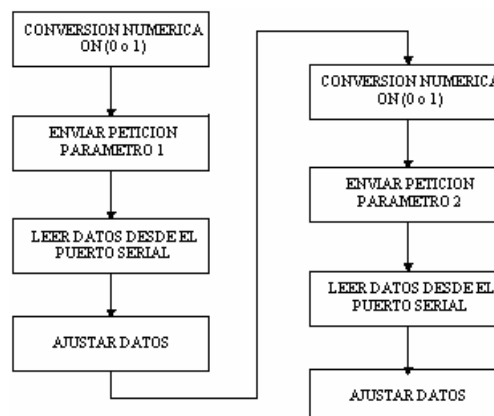 CONVERSION NUMERICA
ON (0 o 1)
ENVIAR PETICION
PARAMETRO 1
LEER DATOS DESDE EL
PUERTO SERIAL
AJUSTAR DATOS
CONVERSION NUMERICA
ON (0 o 1)
ENVIAR PETICION
PARAMETRO 2
LEER DATOS DESDE EL
PUERTO SERIAL
AJUSTAR DATOS